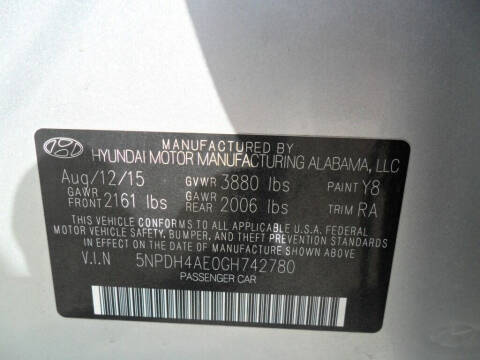 MANUFACTURED BY
HYUNDAI MOTOR MANUFACTURING ALABAMA, LLC
Aug/12/15 GVWR 3880 lbs PAINT Y8
GAWR FRONT 2161 lbs GAWR REAR 2006 lbs TRIM RA
THIS VEHICLE CONFORMS TO ALL APPLICABLE U.S.A. FEDERAL
MOTOR VEHICLE SAFETY, BUMPER, AND THEFT PREVENTION STANDARDS
IN EFFECT ON THE DATE OF MANUFACTURE SHOWN ABOVE.
V.I.N 5NPDH4AE0GH742780
PASSENGER CAR